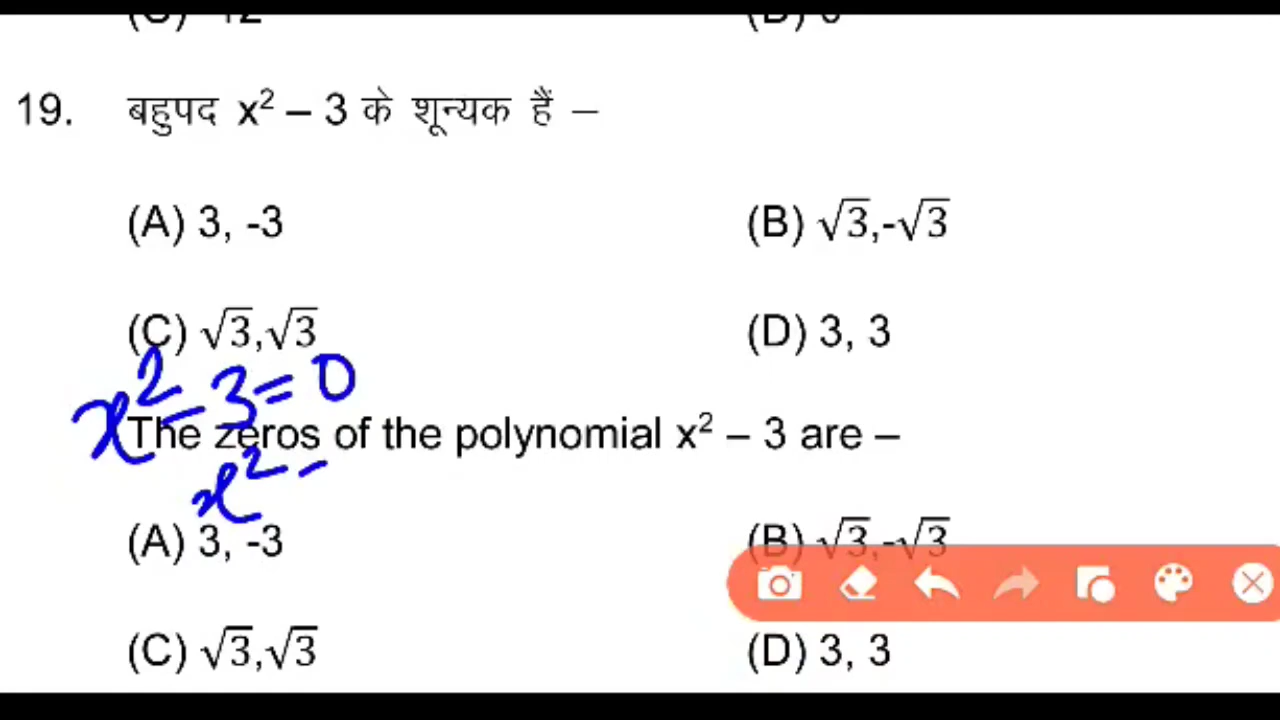 19. बहुपद x² – 3 के शून्यक हैं –
(A) 3, -3 (B) √3,-√3
(C) √3,√3 (D) 3, 3
x² - 3 = 0
The zeros of the polynomial x² – 3 are –
x² -
(A) 3, -3 (B) √3,-√3
(C) √3,√3 (D) 3, 3